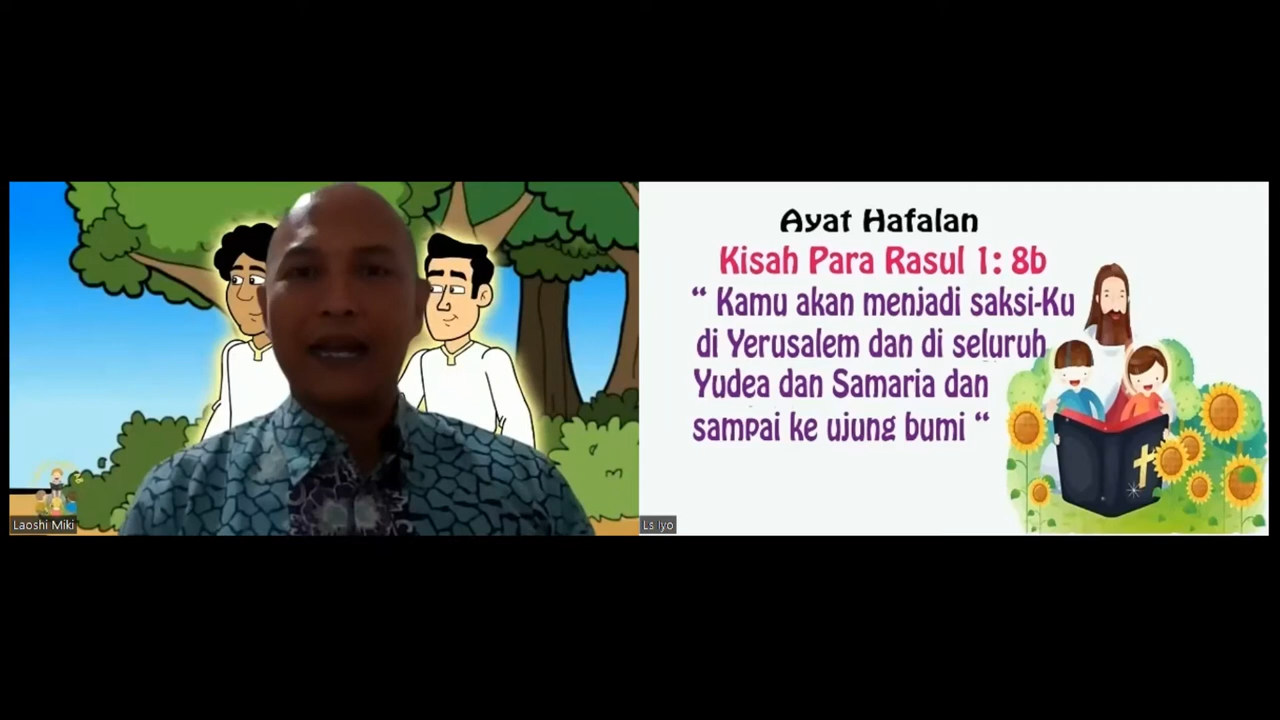 Ayat Hafalan
Kisah Para Rasul 1: 8b
“ Kamu akan menjadi saksi-Ku
di Yerusalem dan di seluruh
Yudea dan Samaria dan
sampai ke ujung bumi “
Laoshi Miki
Ls Iyo